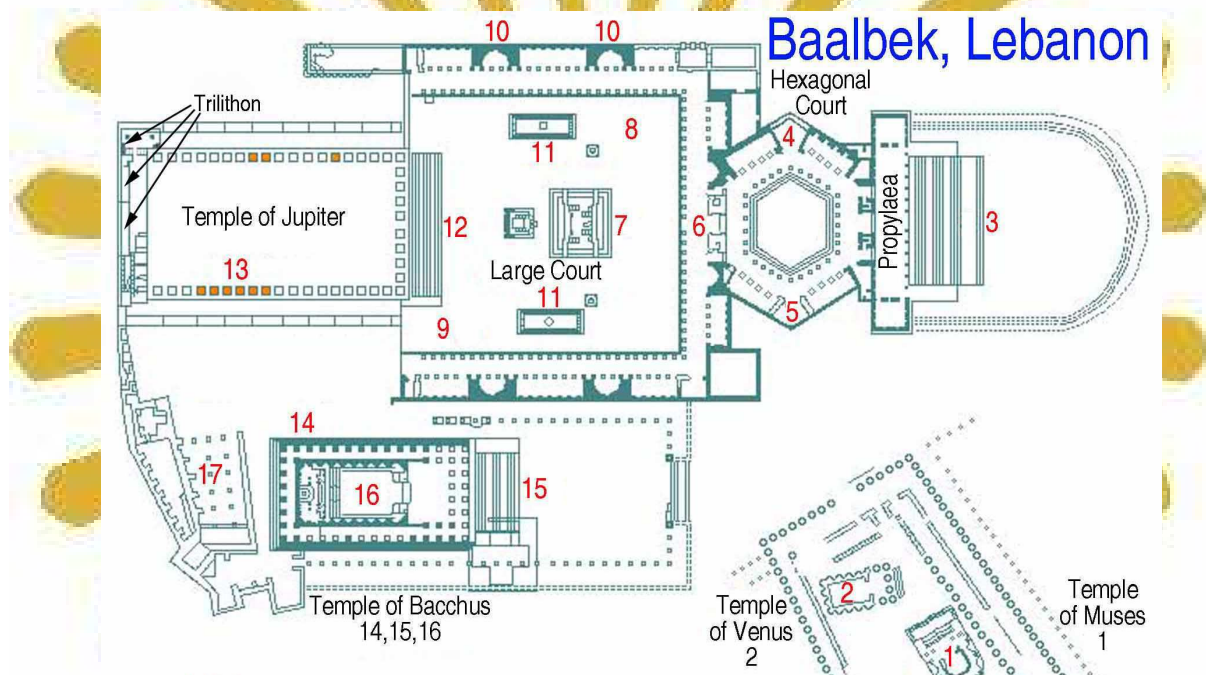 Baalbek, Lebanon
10 10
Hexagonal
Court
Trilithon
8
4
11
Propylaea
Temple of Jupiter
12
7
6
3
Large Court
13
11
5
9
14
17
16
15
Temple of Bacchus
14,15,16
2
Temple
of Venus
2
Temple
of Muses
1
1